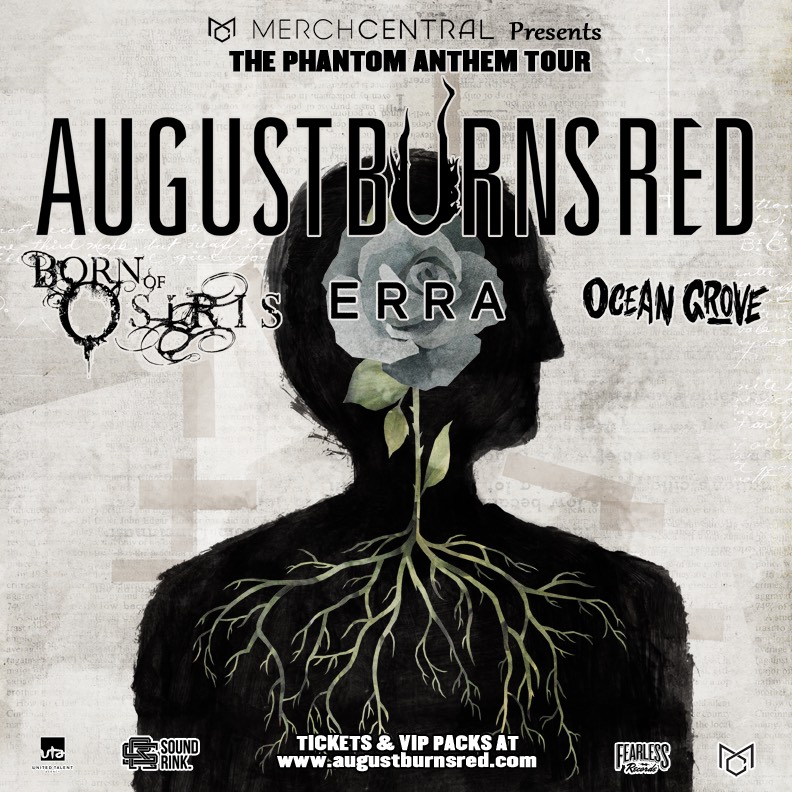 MERCHCENTRAL Presents
THE PHANTOM ANTHEM TOUR
AUGUST BURNS RED
BORN OF OSIRIS
ERRA
OCEAN GROVE
uta
UNITED TALENT
SOUND RINK.
TICKETS & VIP PACKS AT
www.augustburnsred.com
FEARLESS
Records